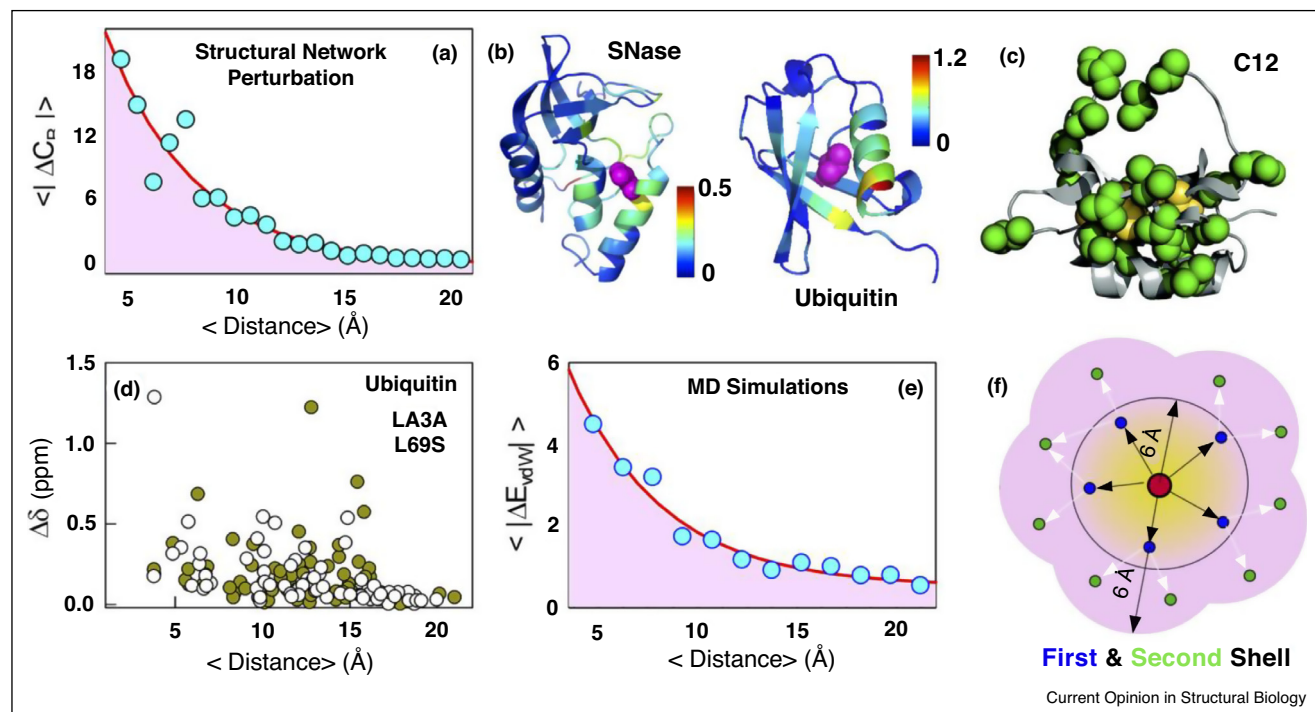 Structural Network
Perturbation
(a)
18
12
6
0
5
10
15
20
< Distance> (Å)
(b)
SNase
0.5
0
1.2
0
Ubiquitin
(c)
C12
(d)
Ubiquitin
LA3A
L69S
Δδ (ppm)
1.5
1.0
0.5
0.0
5
10
15
20
< Distance> (Å)
MD Simulations
(e)
< |ΔE_vdW| >
6
4
2
0
5
10
15
20
< Distance> (Å)
(f)
6 Å
6 Å
First & Second Shell
Current Opinion in Structural Biology